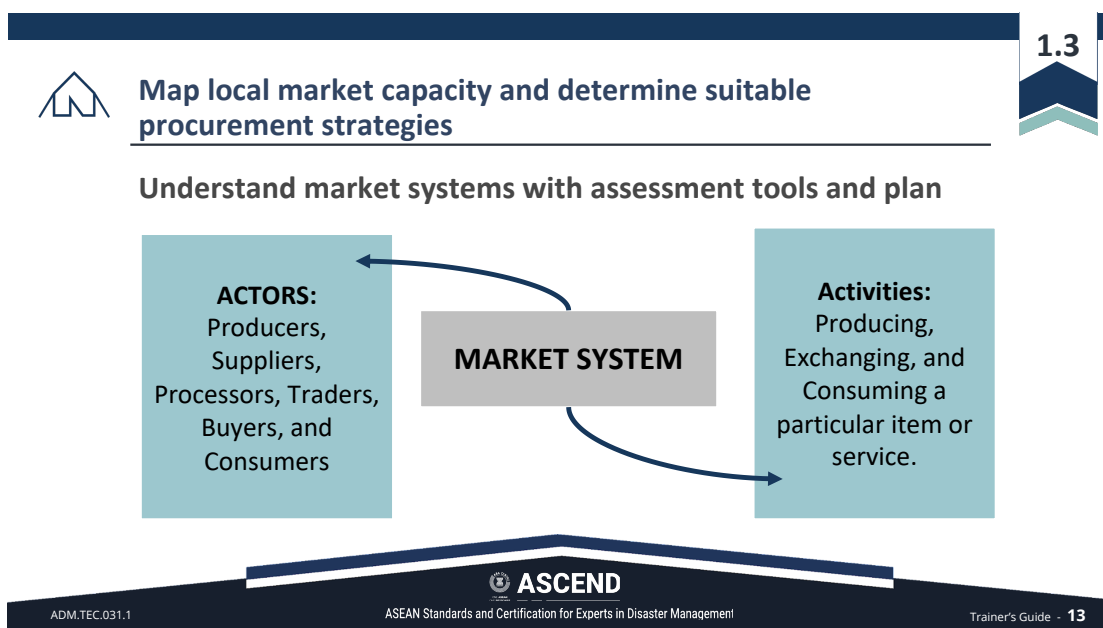 1.3
Map local market capacity and determine suitable
procurement strategies
Understand market systems with assessment tools and plan
ACTORS:
Producers,
Suppliers,
Processors, Traders,
Buyers, and
Consumers
MARKET SYSTEM
Activities:
Producing,
Exchanging, and
Consuming a
particular item or
service.
ASCEND
ADM.TEC.031.1
ASEAN Standards and Certification for Experts in Disaster Management
Trainer's Guide - 13